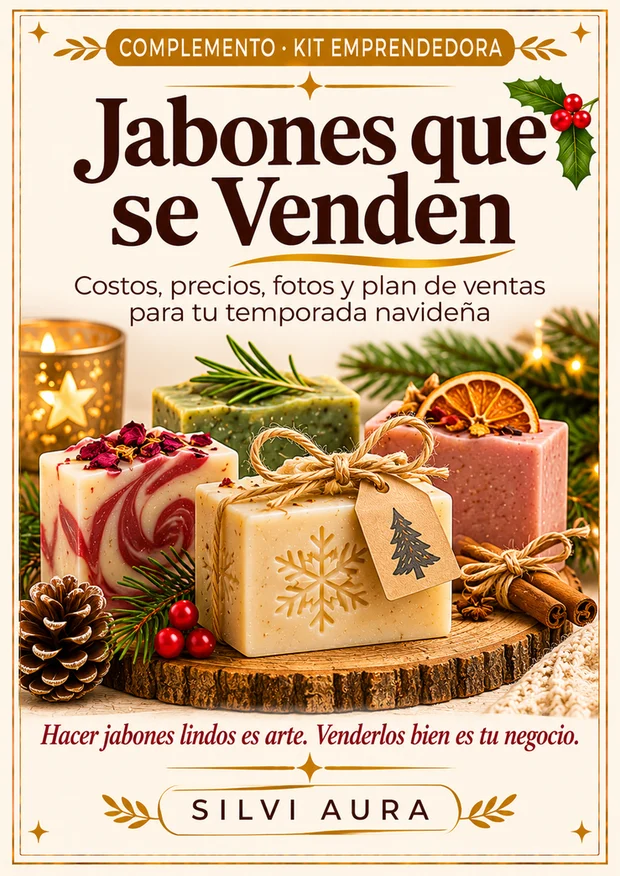 COMPLEMENTO · KIT EMPRENDEDORA
Jabones que
se Venden
Costos, precios, fotos y plan de ventas
para tu temporada navideña
Hacer jabones lindos es arte. Venderlos bien es tu negocio.
SILVI AURA